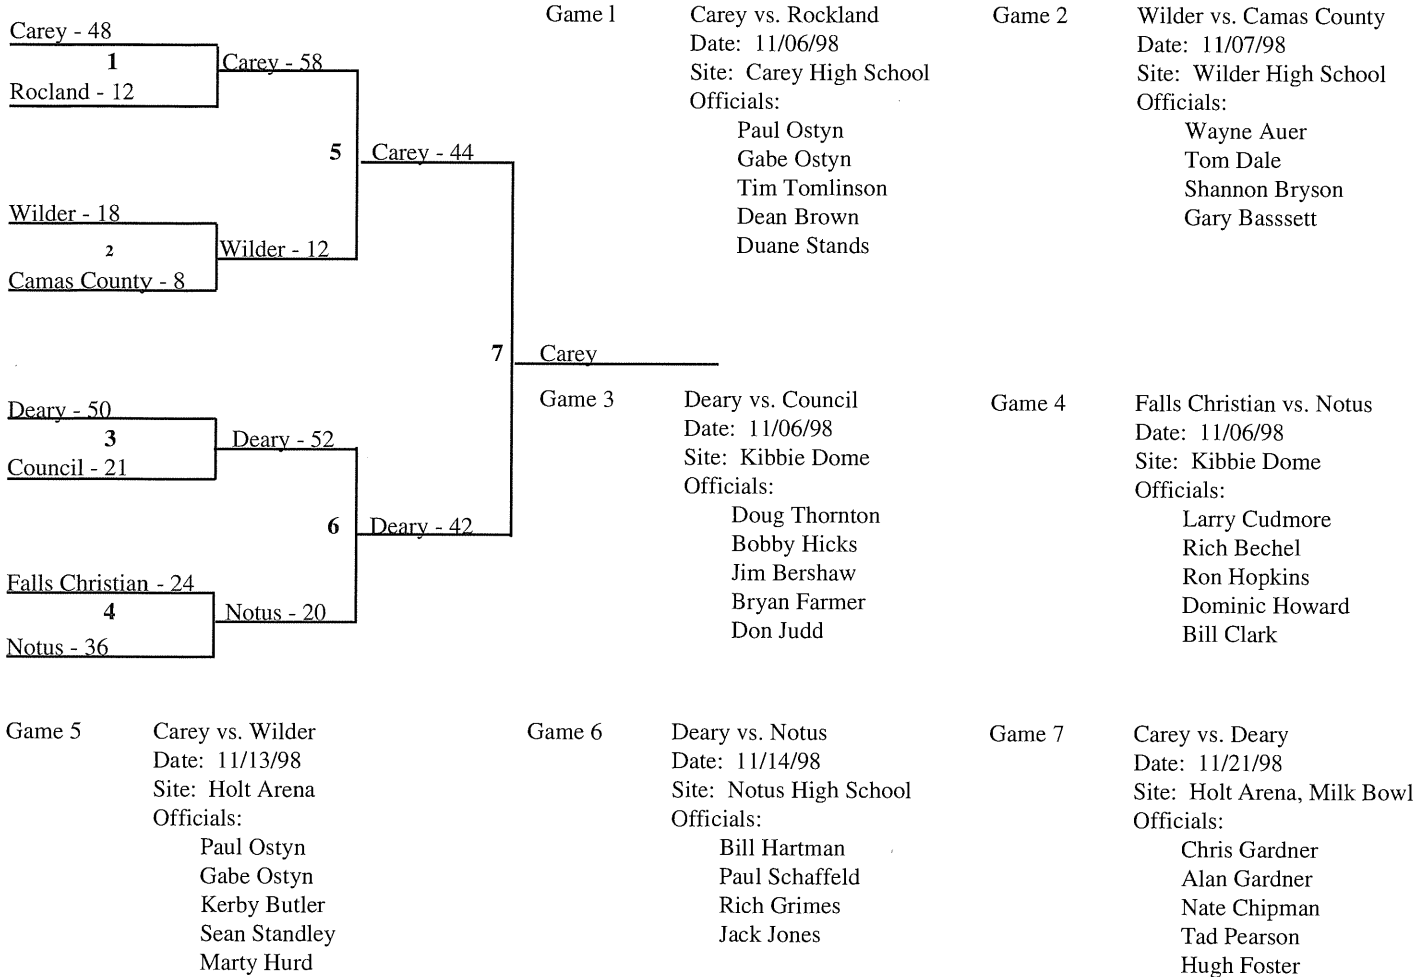 Carey - 48
1
Rocland - 12
Carey - 58
5
Carey - 44
Wilder - 18
2
Camas County - 8
Wilder - 12
7
Carey
Deary - 50
3
Council - 21
Deary - 52
6
Deary - 42
Falls Christian - 24
4
Notus - 36
Notus - 20
Game 1
Carey vs. Rockland
Date: 11/06/98
Site: Carey High School
Officials:
Paul Ostyn
Gabe Ostyn
Tim Tomlinson
Dean Brown
Duane Stands
Game 2
Wilder vs. Camas County
Date: 11/07/98
Site: Wilder High School
Officials:
Wayne Auer
Tom Dale
Shannon Bryson
Gary Basssett
Game 3
Deary vs. Council
Date: 11/06/98
Site: Kibbie Dome
Officials:
Doug Thornton
Bobby Hicks
Jim Bershaw
Bryan Farmer
Don Judd
Game 4
Falls Christian vs. Notus
Date: 11/06/98
Site: Kibbie Dome
Officials:
Larry Cudmore
Rich Bechel
Ron Hopkins
Dominic Howard
Bill Clark
Game 5
Carey vs. Wilder
Date: 11/13/98
Site: Holt Arena
Officials:
Paul Ostyn
Gabe Ostyn
Kerby Butler
Sean Standley
Marty Hurd
Game 6
Deary vs. Notus
Date: 11/14/98
Site: Notus High School
Officials:
Bill Hartman
Paul Schaffeld
Rich Grimes
Jack Jones
Game 7
Carey vs. Deary
Date: 11/21/98
Site: Holt Arena, Milk Bowl
Officials:
Chris Gardner
Alan Gardner
Nate Chipman
Tad Pearson
Hugh Foster